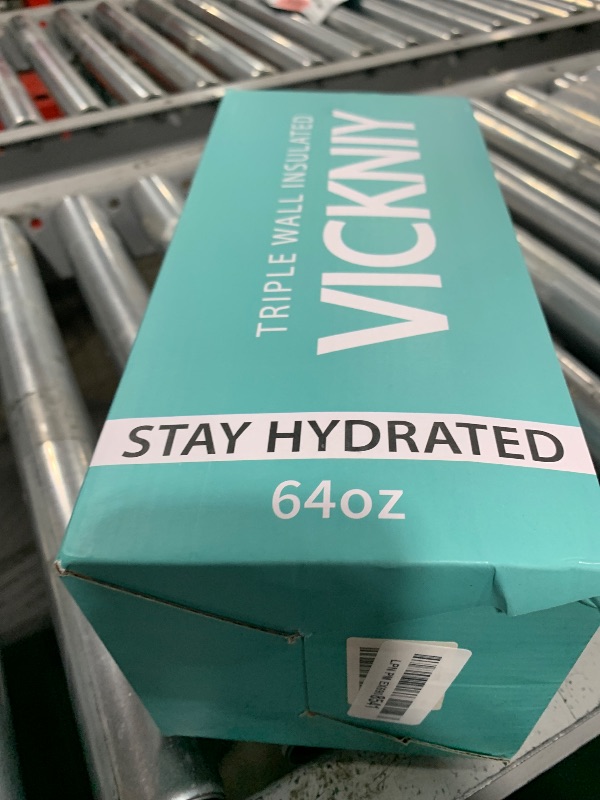 TRIPLE WALL INSULATED
VICKNIY
STAY HYDRATED
64oz